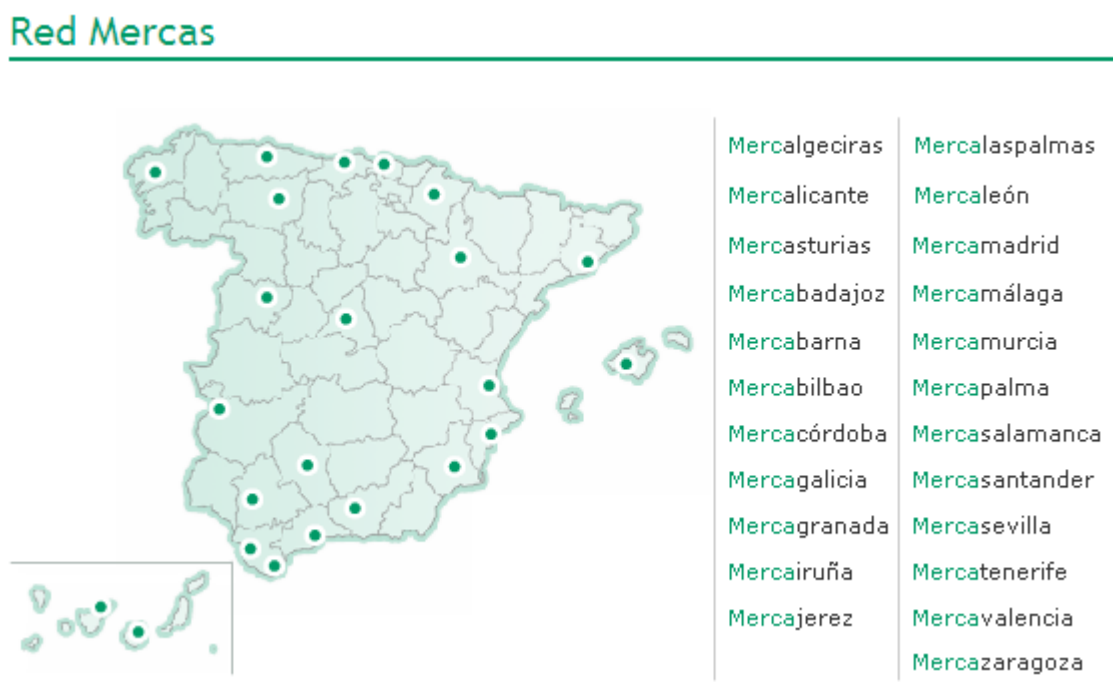 Red Mercas
Mercalgeciras
Mercalicante
Mercasturias
Mercabadajoz
Mercabarna
Mercabilbao
Mercacórdoba
Mercagalicia
Mercagranada
Mercairuña
Mercajerez
Mercalaspalmas
Mercaleón
Mercamadrid
Mercamálaga
Mercamurcia
Mercapalma
Mercasalamanca
Mercasantander
Mercasevilla
Mercatenerife
Mercavalencia
Mercazaragoza